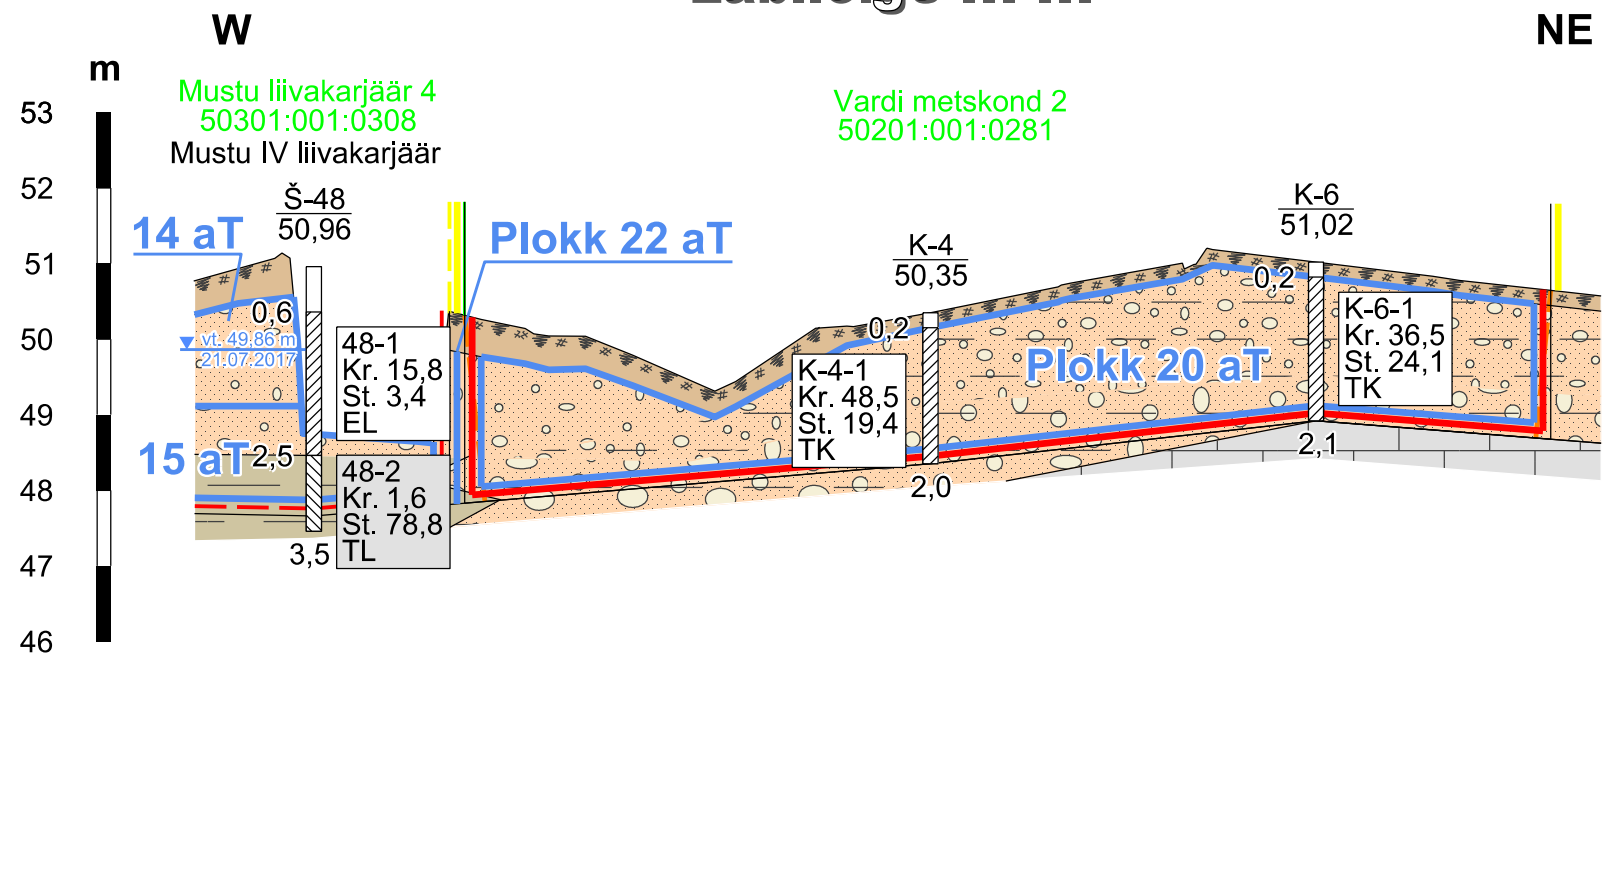 W
NE
m
Mustu liivakarjäär 4
50301:001:0308
Mustu IV liivakarjäär
Vardi metskond 2
50201:001:0281
53
52
51
50
49
48
47
46
Š-48
50,96
14 aT
Plokk 22 aT
K-4
50,35
K-6
51,02
0,6
vt. 49.86 m
21.07.2017
48-1
Kr. 15,8
St. 3,4
EL
15 aT
2,5
48-2
Kr. 1,6
St. 78,8
TL
3,5
0,2
K-4-1
Kr. 48,5
St. 19,4
TK
2,0
Plokk 20 aT
0,2
K-6-1
Kr. 36,5
St. 24,1
TK
2,1